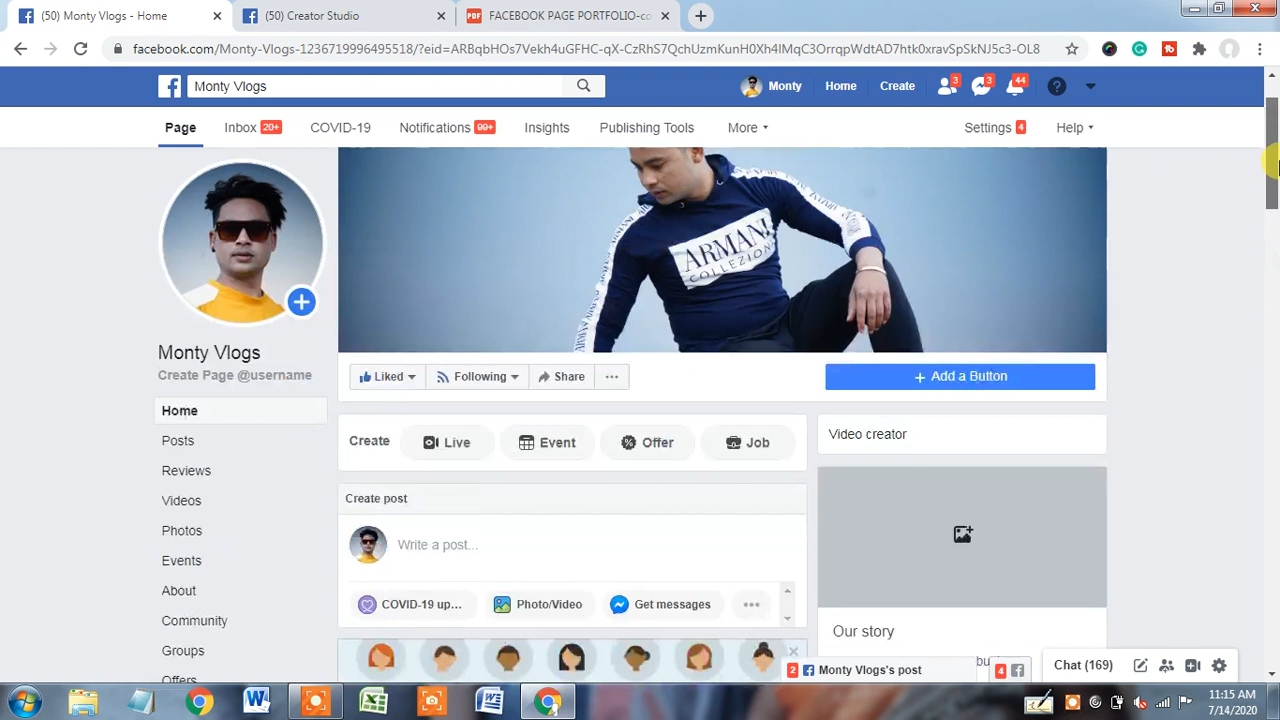 (50) Monty Vlogs - Home
(50) Creator Studio
FACEBOOK PAGE PORTFOLIO-co
facebook.com/Monty-Vlogs-1236719996495518/?eid=ARBqbHOs7Vekh4uGFHC-qX-CzRhS7QchUzmKunH0Xh4IMqC3OrrqpWdtAD7htk0xravSpSkNJ5c3-OL8
Monty Vlogs
Monty
Home
Create
3
3
44
Page
Inbox 20+
COVID-19
Notifications 99+
Insights
Publishing Tools
More
Settings 4
Help
ARMANI
COLLEZIONI
Monty Vlogs
Create Page @username
Liked
Following
Share
Add a Button
Home
Posts
Reviews
Videos
Photos
Events
About
Community
Groups
Offers
Create
Live
Event
Offer
Job
Video creator
Create post
Write a post...
COVID-19 up...
Photo/Video
Get messages
Our story
2 Monty Vlogs's post
4
Chat (169)
11:15 AM
7/14/2020